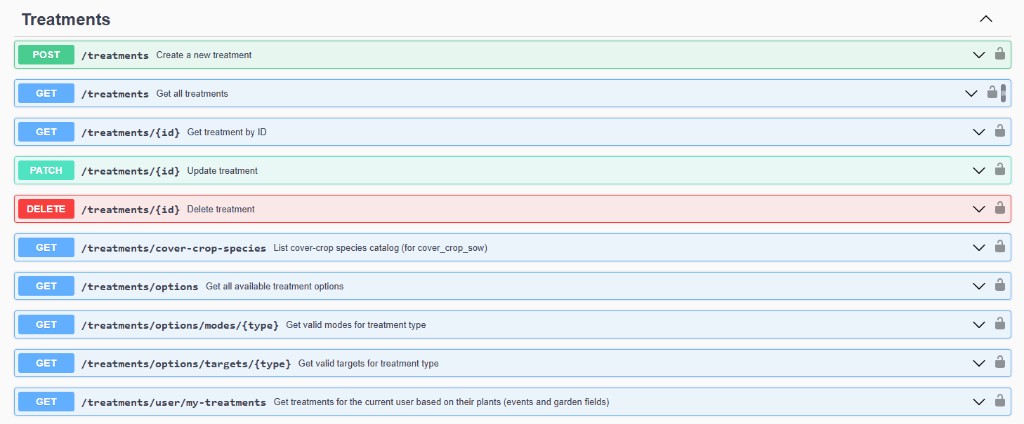 Treatments
POST /treatments Create a new treatment
GET /treatments Get all treatments
GET /treatments/{id} Get treatment by ID
PATCH /treatments/{id} Update treatment
DELETE /treatments/{id} Delete treatment
GET /treatments/cover-crop-species List cover-crop species catalog (for cover_crop_sow)
GET /treatments/options Get all available treatment options
GET /treatments/options/modes/{type} Get valid modes for treatment type
GET /treatments/options/targets/{type} Get valid targets for treatment type
GET /treatments/user/my-treatments Get treatments for the current user based on their plants (events and garden fields)